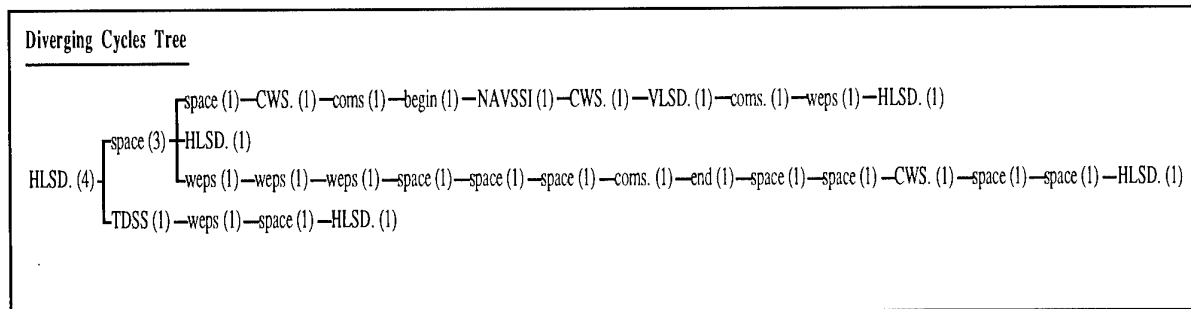 Diverging Cycles Tree
space (1) —CWS. (1) —coms (1) —begin (1) —NAVSSI (1) —CWS. (1) —VLSD. (1) —coms. (1) —weps (1) —HLSD. (1)
space (3)
HLSD. (1)
HLSD. (4)
weps (1) —weps (1) —weps (1) —space (1) —space (1) —space (1) —coms. (1) —end (1) —space (1) —space (1) —CWS. (1) —space (1) —space (1) —HLSD. (1)
TDSS (1) —weps (1) —space (1) —HLSD. (1)